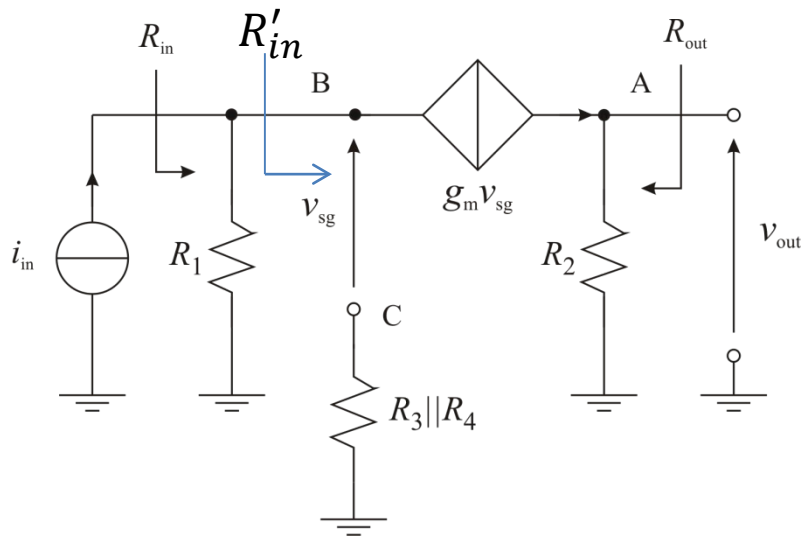 R_in
R'_in
B
A
R_out
v_sg
g_m v_sg
i_in
R_1
R_2
v_out
C
R_3||R_4